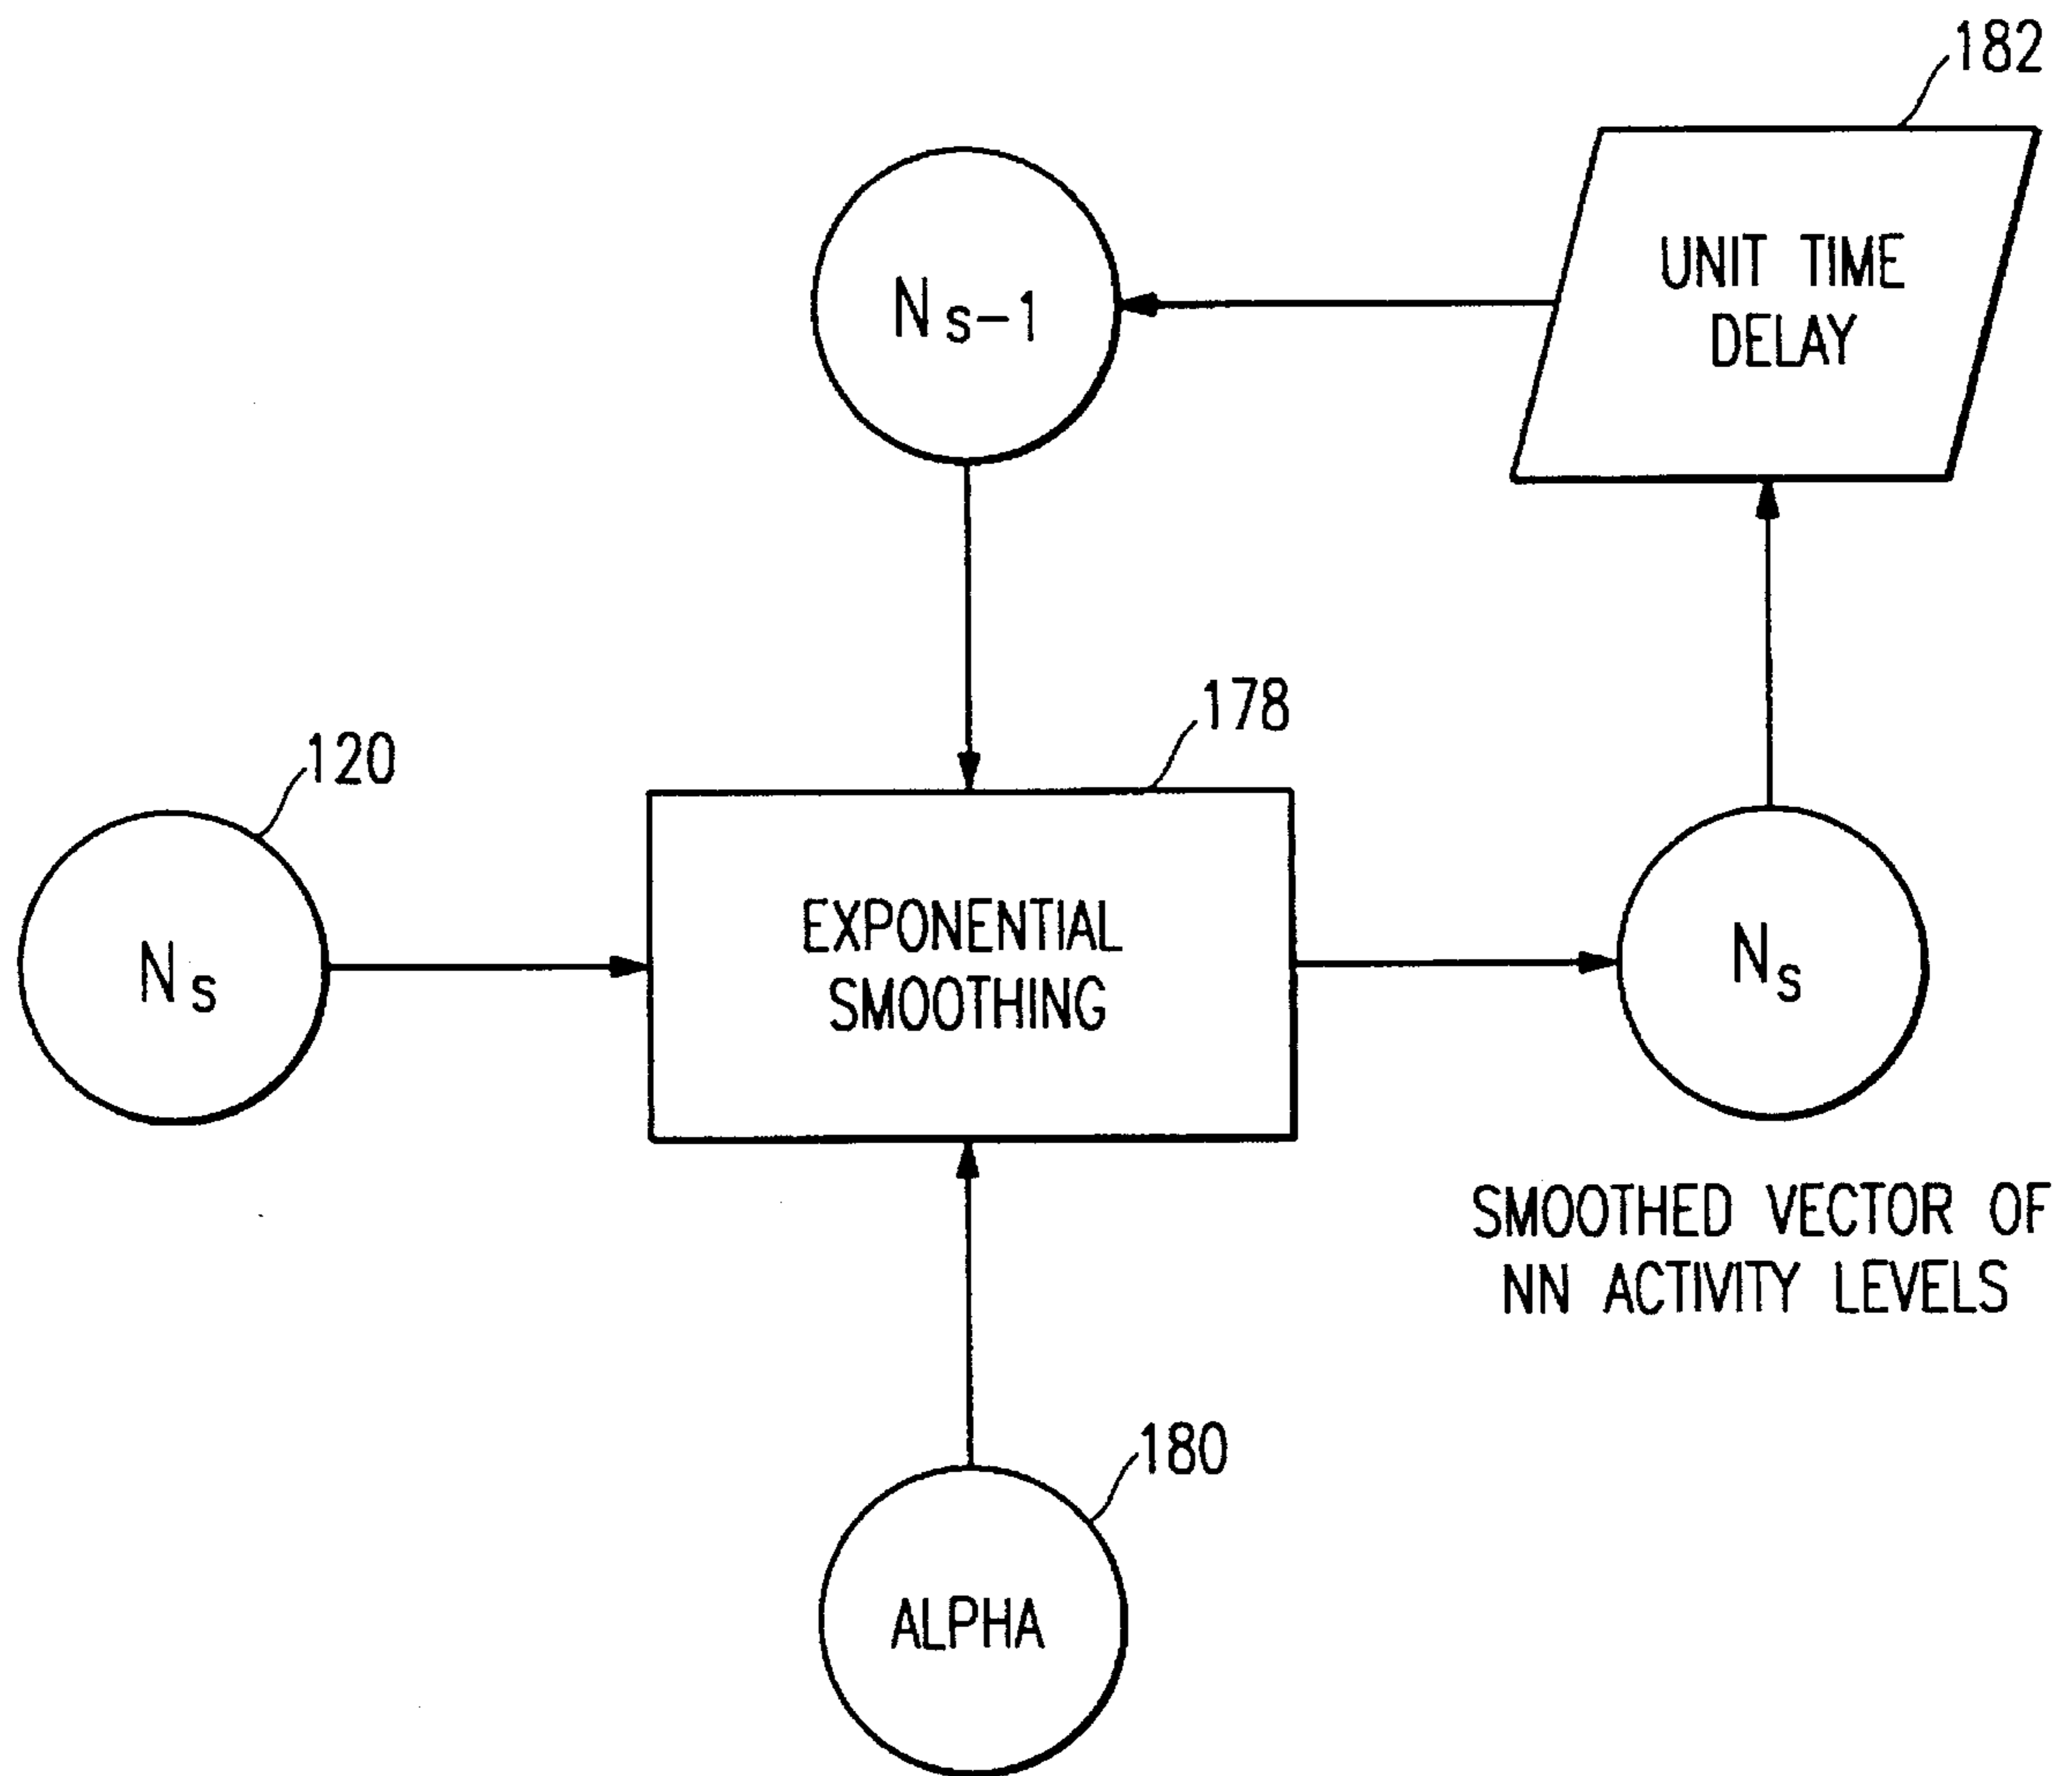 182
UNIT TIME
DELAY
Ns-1
178
120
EXPONENTIAL
SMOOTHING
Ns
Ns
SMOOTHED VECTOR OF
NN ACTIVITY LEVELS
180
ALPHA